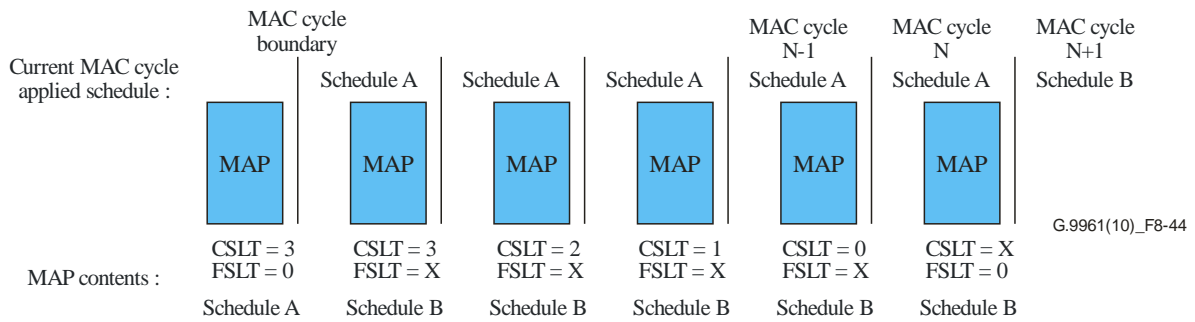 MAC cycle
boundary
MAC cycle
N-1
MAC cycle
N
MAC cycle
N+1
Current MAC cycle
applied schedule :
Schedule A
Schedule A
Schedule A
Schedule A
Schedule A
Schedule B
MAP
MAP
MAP
MAP
MAP
MAP
G.9961(10)_F8-44
MAP contents :
CSLT = 3
FSLT = 0
Schedule A
CSLT = 3
FSLT = X
Schedule B
CSLT = 2
FSLT = X
Schedule B
CSLT = 1
FSLT = X
Schedule B
CSLT = 0
FSLT = X
Schedule B
CSLT = X
FSLT = 0
Schedule B